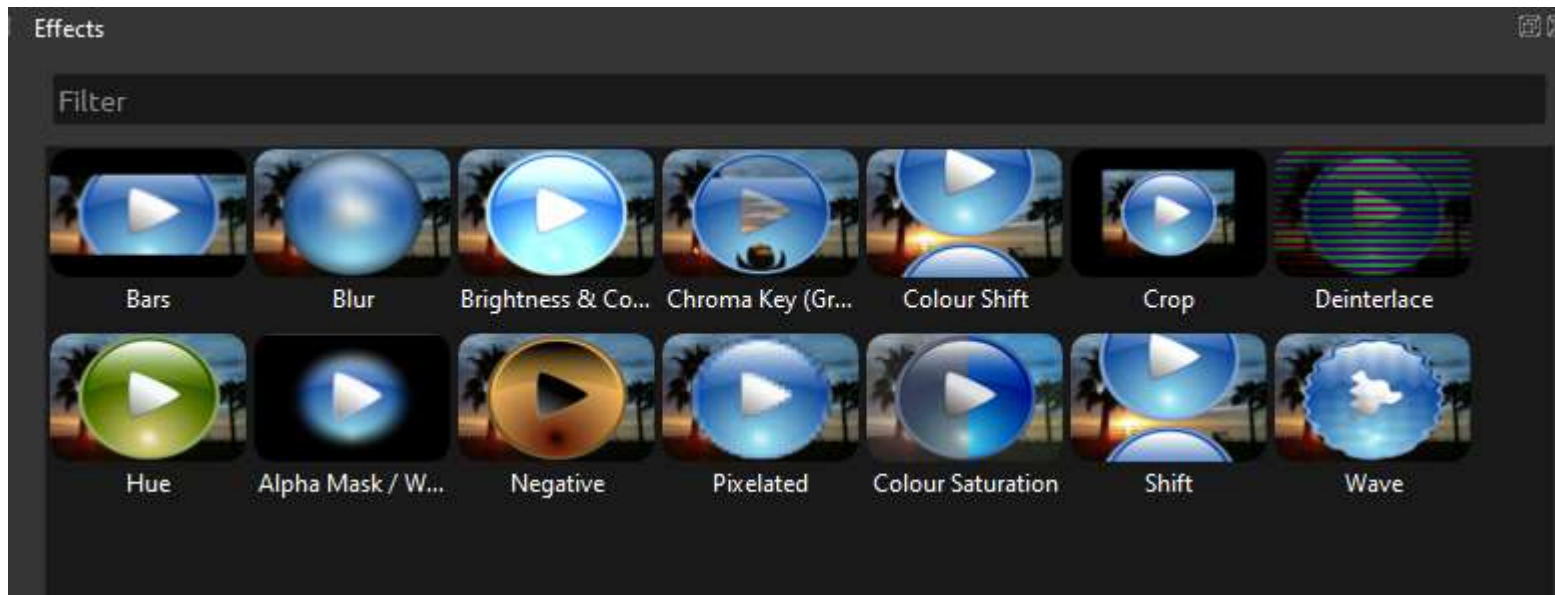 Effects
Filter
Bars Blur Brightness & Co... Chroma Key (Gr... Colour Shift Crop Deinterlace
Hue Alpha Mask / W... Negative Pixelated Colour Saturation Shift Wave